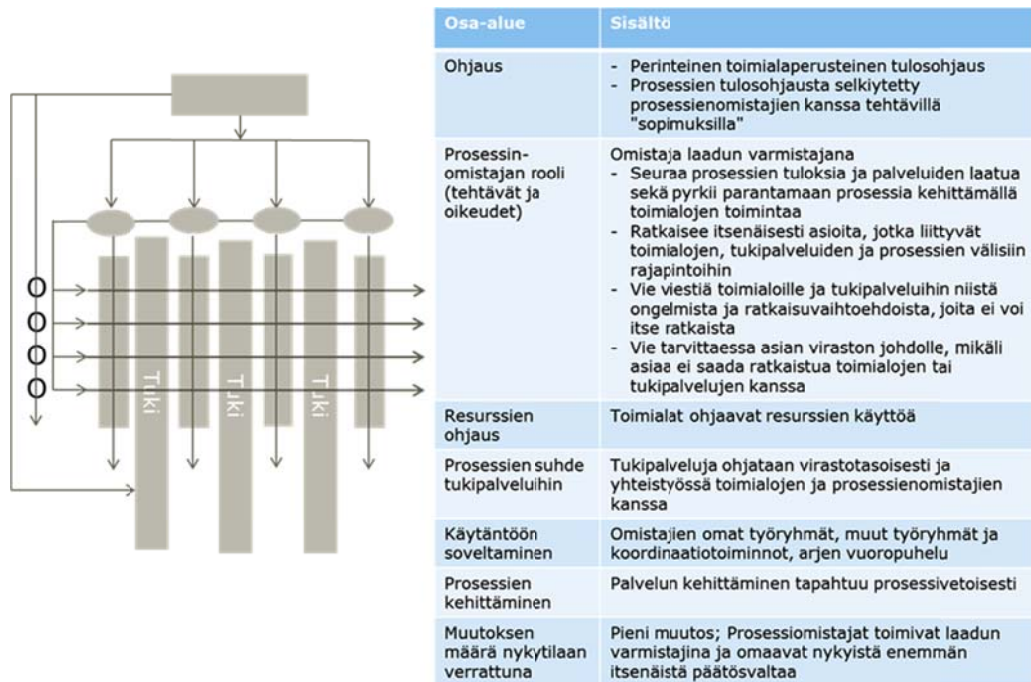 O
O
O
O
Tuki
Tuki
Tuki
Osa-alue Sisältö
Ohjaus
- Perinteinen toimialaperusteinen tulosohjaus
- Prosessien tulosohjausta selkiytetty
prosessienomistajien kanssa tehtävillä
"sopimuksilla"
Prosessin-
omistajan rooli
(tehtävät ja
oikeudet)
Omistaja laadun varmistajana
- Seuraa prosessien tuloksia ja palveluiden laatua
sekä pyrkii parantamaan prosessia kehittämällä
toimialojen toimintaa
- Ratkaisee itsenäisesti asioita, jotka liittyvät
toimialojen, tukipalveluiden ja prosessien välisiin
rajapintoihin
- Vie viestiä toimialoille ja tukipalveluihin niistä
ongelmista ja ratkaisuvaihtoehdoista, joita ei voi
itse ratkaista
- Vie tarvittaessa asian viraston johdolle, mikäli
asiaa ei saada ratkaistua toimialojen tai
tukipalvelujen kanssa
Resurssien
ohjaus
Toimialat ohjaavat resurssien käyttöä
Prosessien suhde
tukipalveluihin
Tukipalveluja ohjataan virastotasoisesti ja
yhteistyössä toimialojen ja prosessienomistajien
kanssa
Käytäntöön
soveltaminen
Omistajien omat työryhmät, muut työryhmät ja
koordinaatiotoiminnot, arjen vuoropuhelu
Prosessien
kehittäminen
Palvelun kehittäminen tapahtuu prosessivetoisesti
Muutoksen
määrä nykytilaan
verrattuna
Pieni muutos; Prosessiomistajat toimivat laadun
varmistajina ja omaavat nykyistä enemmän
itsenäistä päätösvaltaa